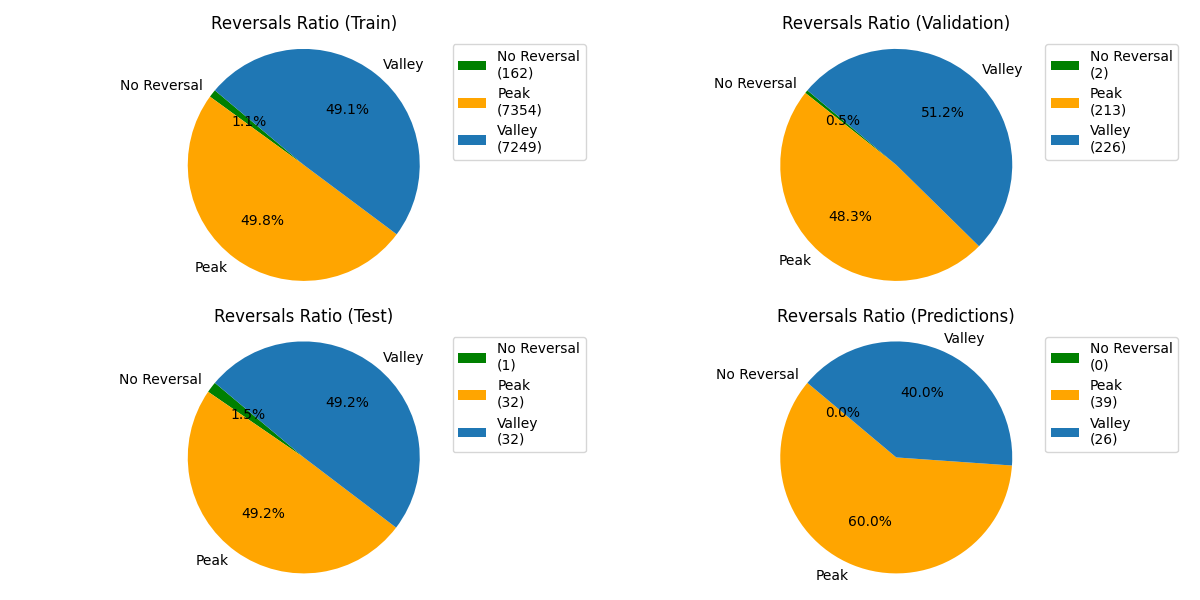 Reversals Ratio (Train)
No Reversal
Peak
Valley
1.1%
49.8%
49.1%
No Reversal
(162)
Peak
(7354)
Valley
(7249)
Reversals Ratio (Validation)
No Reversal
Peak
Valley
0.5%
48.3%
51.2%
No Reversal
(2)
Peak
(213)
Valley
(226)
Reversals Ratio (Test)
No Reversal
Peak
Valley
1.5%
49.2%
49.2%
No Reversal
(1)
Peak
(32)
Valley
(32)
Reversals Ratio (Predictions)
No Reversal
Peak
Valley
0.0%
60.0%
40.0%
No Reversal
(0)
Peak
(39)
Valley
(26)